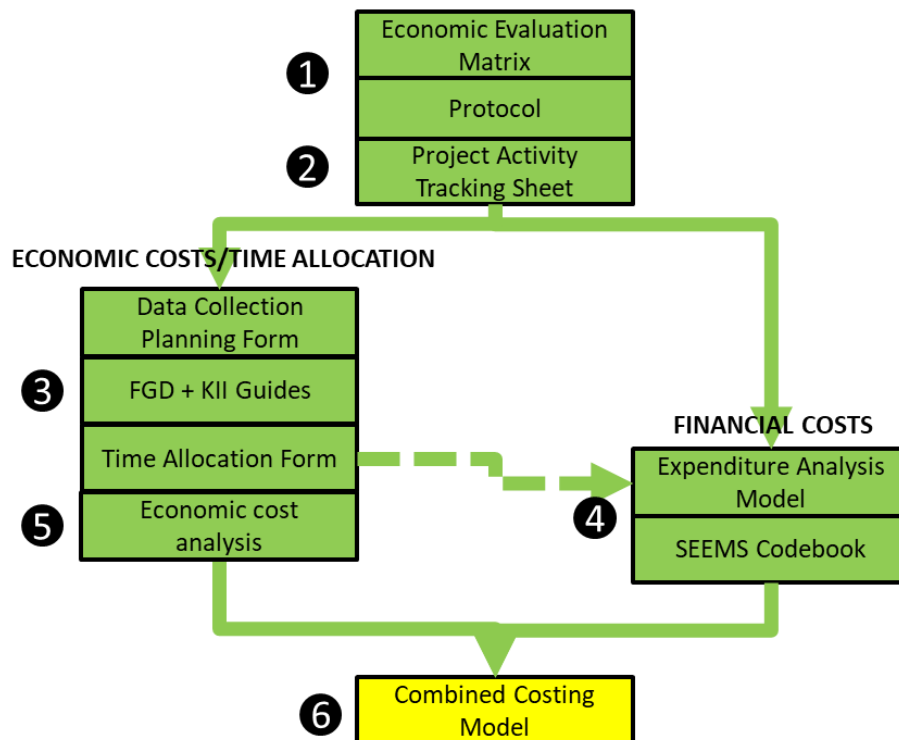 Economic Evaluation
Matrix
1
Protocol
2
Project Activity
Tracking Sheet
ECONOMIC COSTS/TIME ALLOCATION
Data Collection
Planning Form
3
FGD + KII Guides
Time Allocation Form
5
Economic cost
analysis
FINANCIAL COSTS
Expenditure Analysis
Model
4
SEEMS Codebook
6
Combined Costing
Model